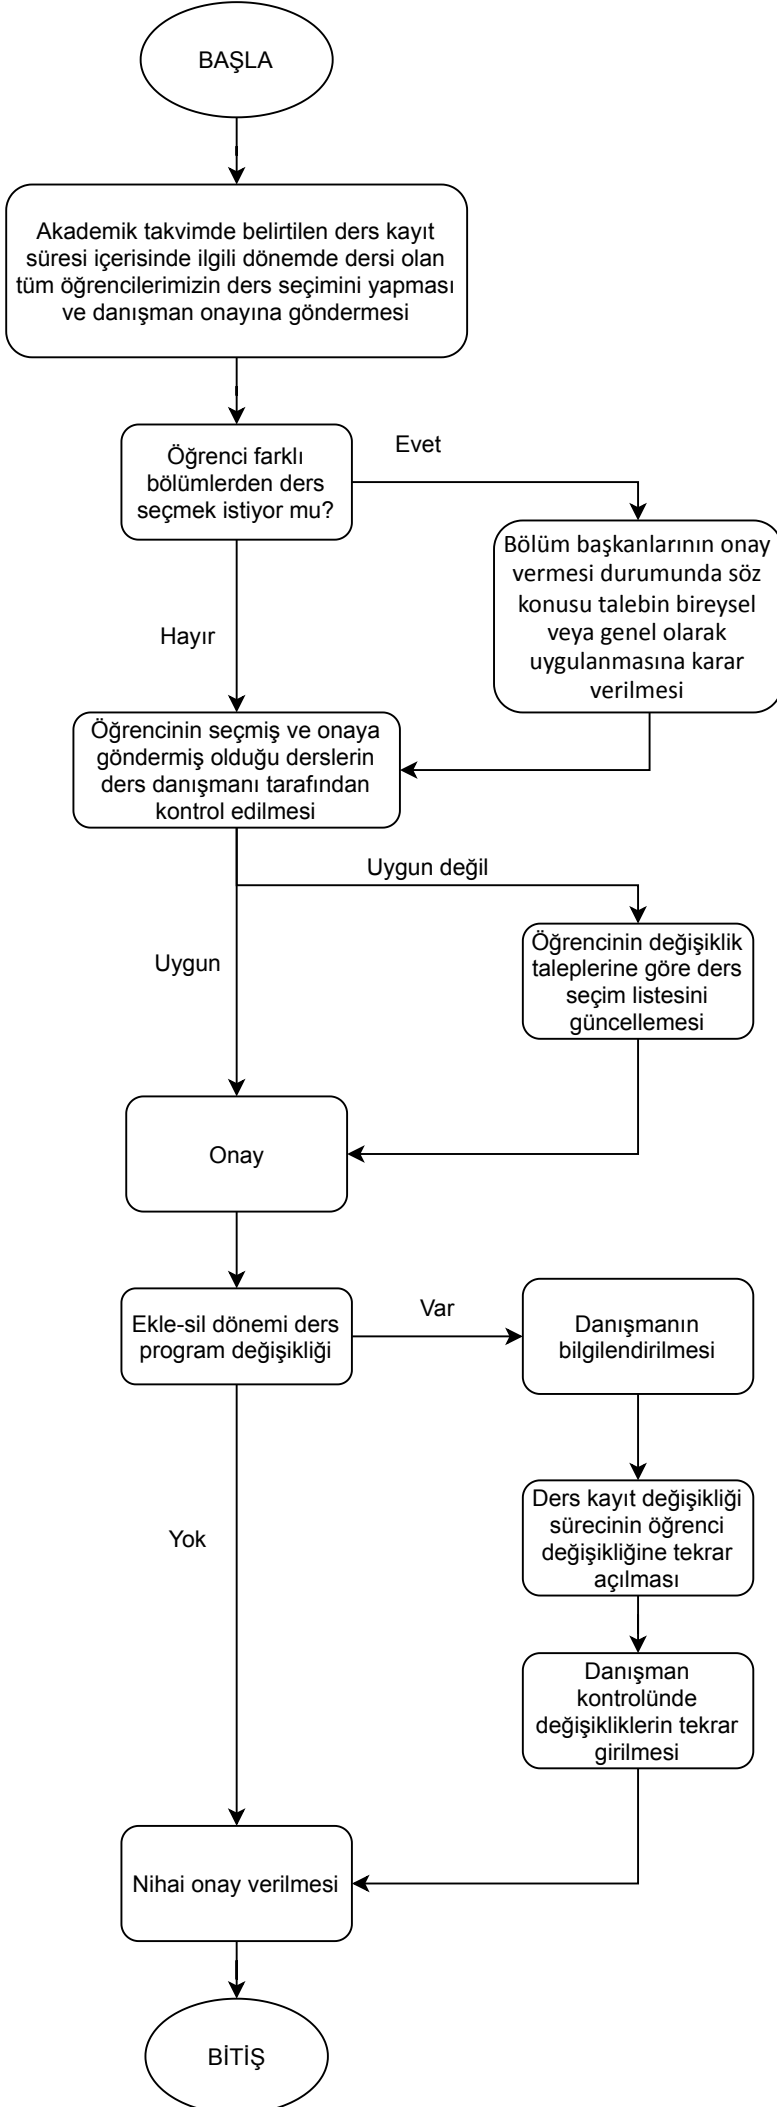 BAŞLA
Akademik takvimde belirtilen ders kayıt
süresi içerisinde ilgili dönemde dersi olan
tüm öğrencilerimizin ders seçimini yapması
ve danışman onayına göndermesi
Öğrenci farklı
bölümlerden ders
seçmek istiyor mu?
Evet
Bölüm başkanlarının onay
vermesi durumunda söz
konusu talebin bireysel
veya genel olarak
uygulanmasına karar
verilmesi
Hayır
Öğrencinin seçmiş ve onaya
göndermiş olduğu derslerin
ders danışmanı tarafından
kontrol edilmesi
Uygun değil
Uygun
Öğrencinin değişiklik
taleplerine göre ders
seçim listesini
güncellemesi
Onay
Ekle-sil dönemi ders
program değişikliği
Var
Danışmanın
bilgilendirilmesi
Ders kayıt değişikliği
sürecinin öğrenci
değişikliğine tekrar
açılması
Yok
Danışman
kontrolünde
değişikliklerin tekrar
girilmesi
Nihai onay verilmesi
BİTİŞ